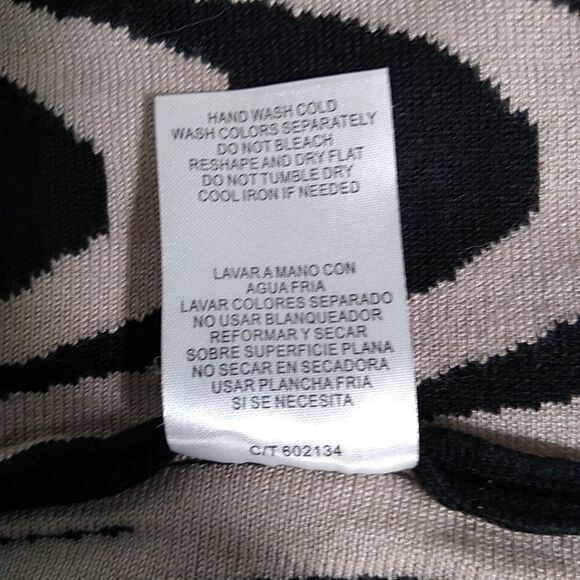 HAND WASH COLD
WASH COLORS SEPARATELY
DO NOT BLEACH
RESHAPE AND DRY FLAT
DO NOT TUMBLE DRY
COOL IRON IF NEEDED
LAVAR A MANO CON
AGUA FRIA
LAVAR COLORES SEPARADO
NO USAR BLANQUEADOR
REFORMAR Y SECAR
SOBRE SUPERFICIE PLANA
NO SECAR EN SECADORA
USAR PLANCHA FRIA
SI SE NECESITA
C/T 602134